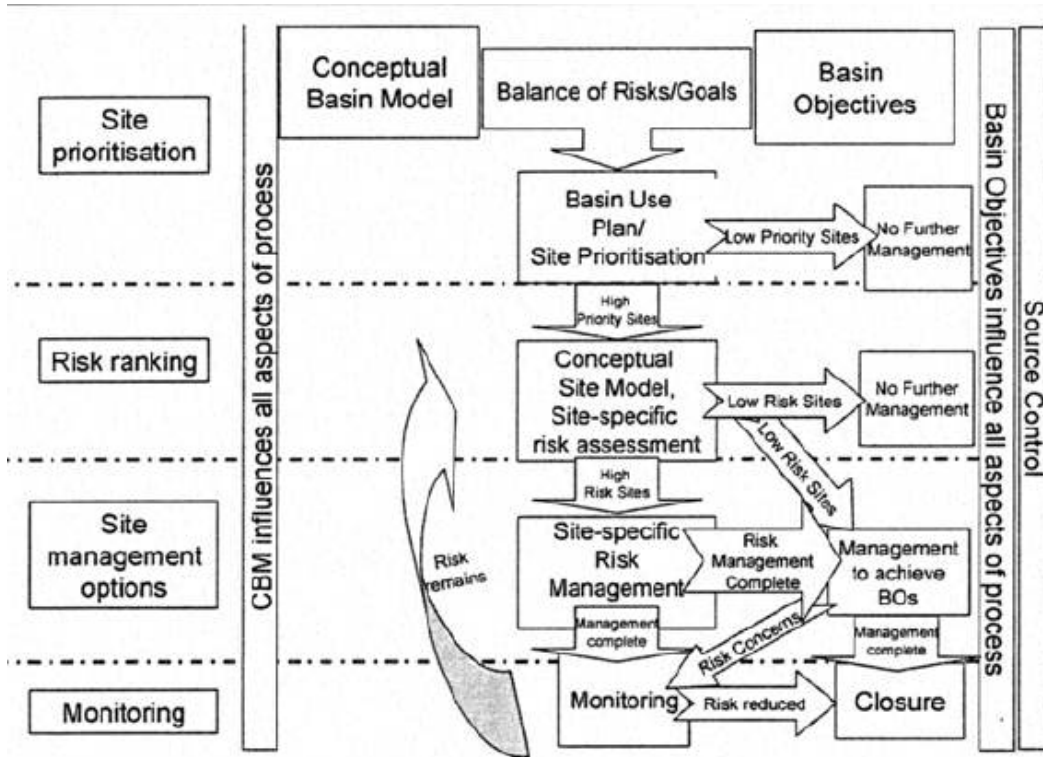 Conceptual
Basin Model
Balance of Risks/Goals
Basin
Objectives
Site
prioritisation
Basin Use
Plan/
Site Prioritisation
Low Priority Sites
No Further
Management
High
Priority Sites
Risk ranking
Conceptual
Site Model,
Site-specific
risk assessment
Low Risk Sites
No Further
Management
Low Risk Sites
High
Risk Sites
Site
management
options
Site-specific
Risk
Management
Risk
Management
Complete
Management
to achieve
BOs
Risk
remains
Management
complete
Risk Concerns
Management
complete
Monitoring
Monitoring
Risk reduced
Closure
CBM influences all aspects of process
Basin Objectives influence all aspects of process
Source Control